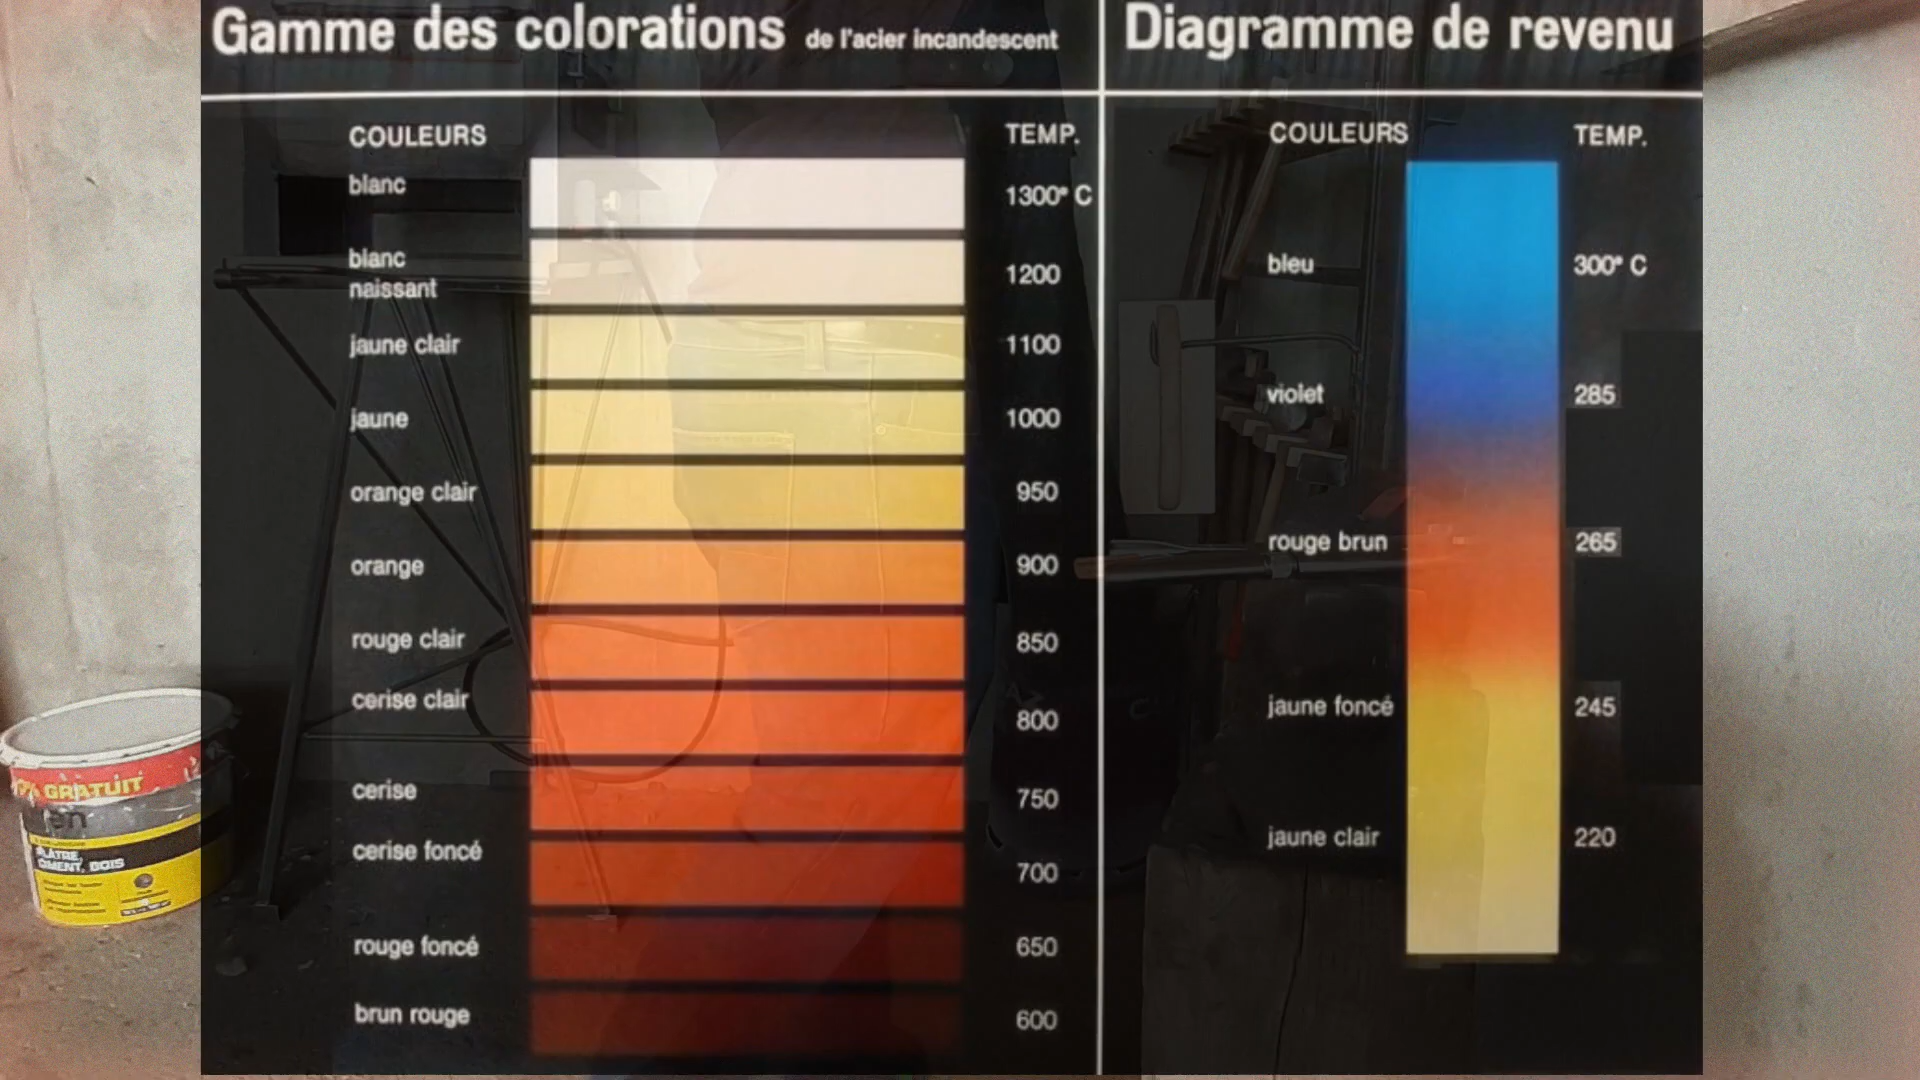 Gamme des colorations de l'acier incandescent
COULEURS TEMP.
blanc 1300° C
blanc
naissant 1200
jaune clair 1100
jaune 1000
orange clair 950
orange 900
rouge clair 850
cerise clair 800
cerise 750
cerise foncé 700
rouge foncé 650
brun rouge 600
Diagramme de revenu
COULEURS TEMP.
bleu 300° C
violet 285
rouge brun 265
jaune foncé 245
jaune clair 220
GRATUIT
en
PLÂTRE,
CIMENT, BOIS